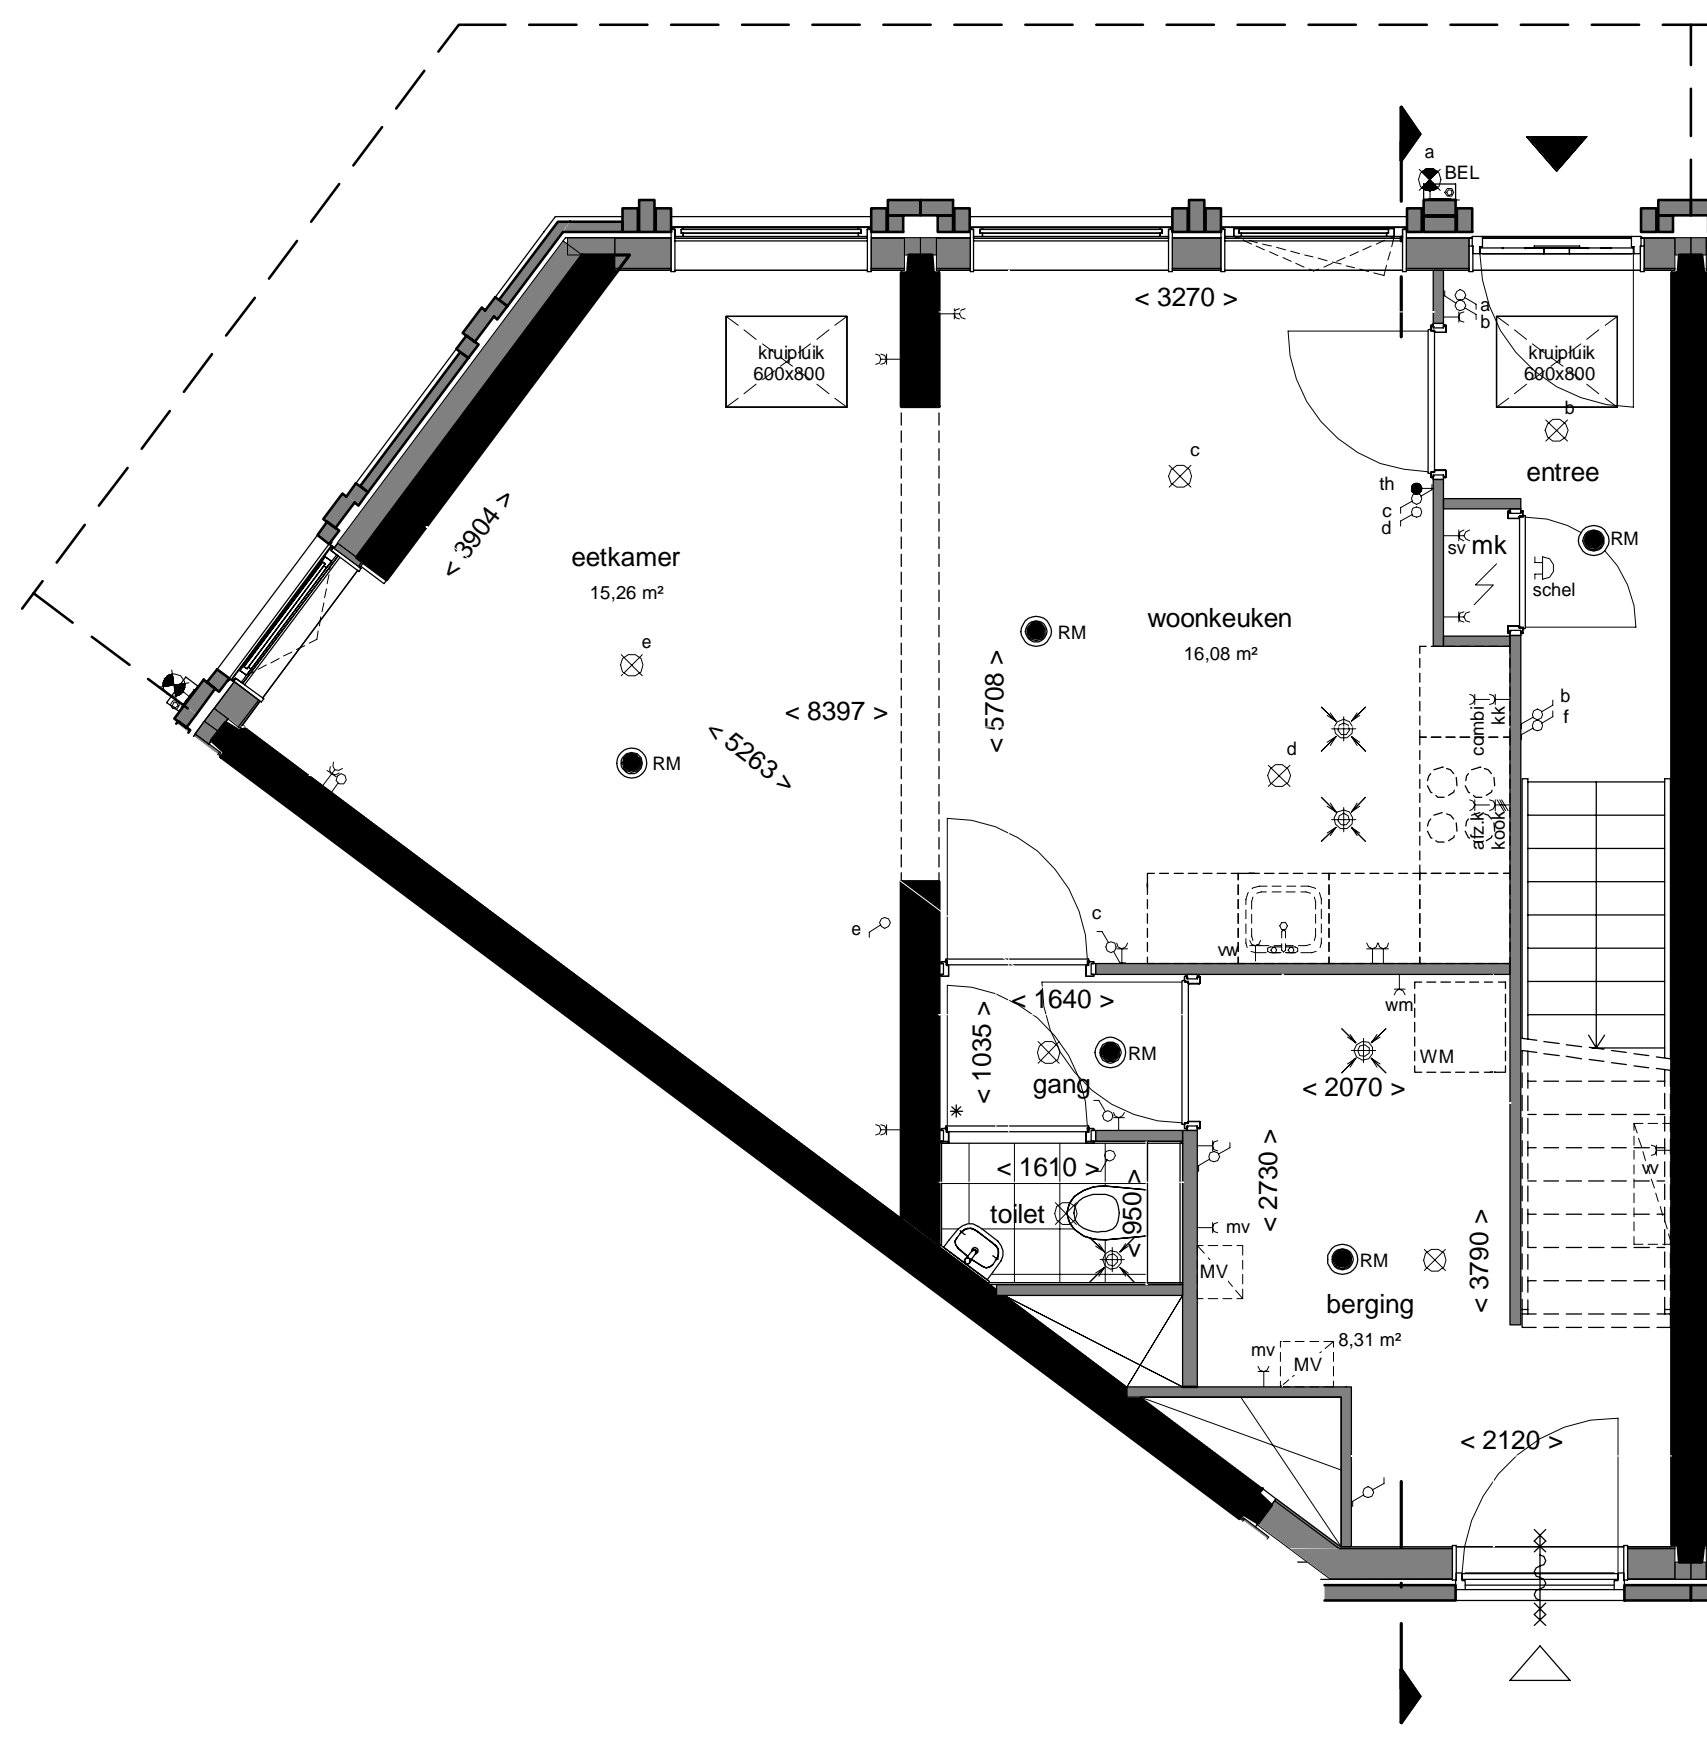 a
BEL
< 3270 >
a
b
kruipluik
600x800
kruipluik
600x800
b
c
entree
th
c
d
< 3904 >
eetkamer
15,26 m²
sv
mk
RM
schel
woonkeuken
16,08 m²
RM
e
< 5708 >
b
f
combi
kk
< 8397 >
< 5263 >
RM
d
afz.k
kook
e
c
vw
< 1640 >
wm
< 1035 >
RM
WM
gang
< 2070 >
*
< 1610 >
vv
< 950 >
< 2730 >
toilet
mv
MV
< 3790 >
RM
berging
8,31 m²
mv
MV
< 2120 >